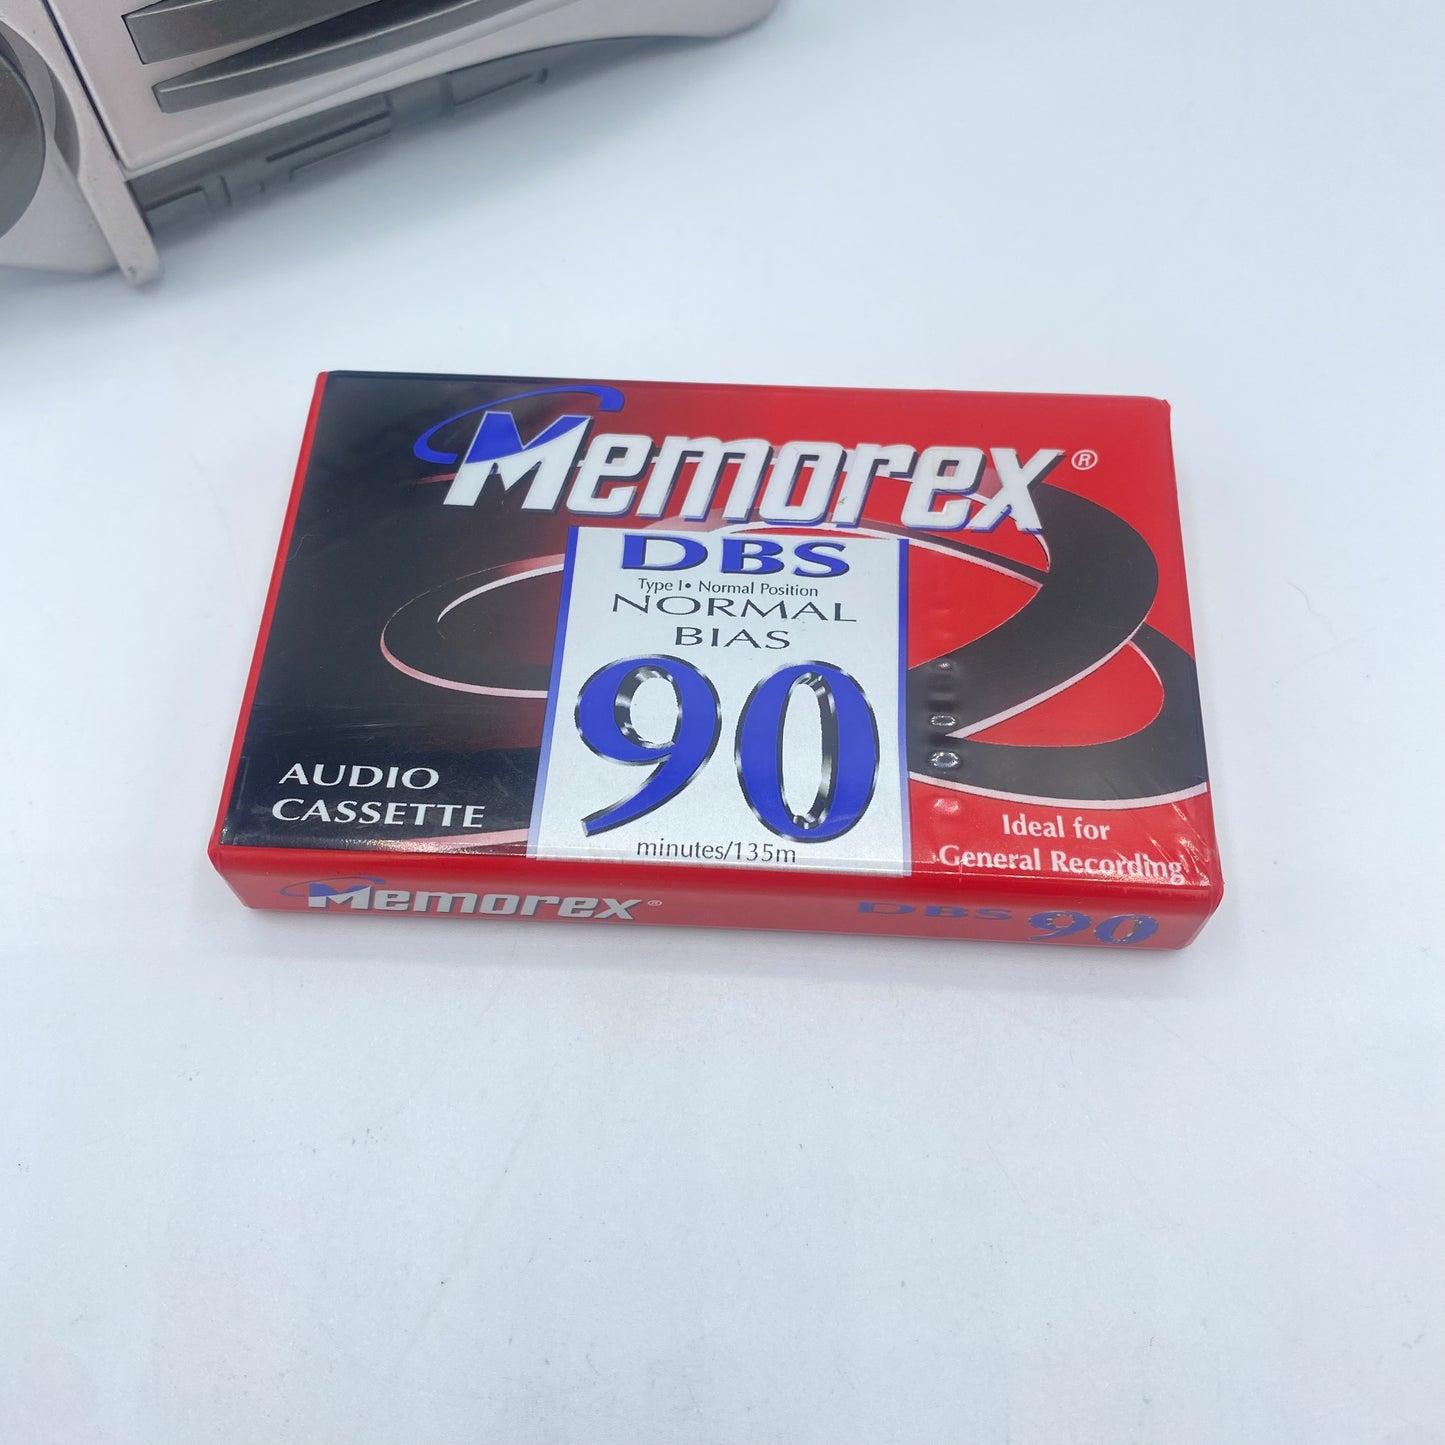 Memorex®
DBS
Type I• Normal Position
NORMAL
BIAS
90
minutes/135m
AUDIO
CASSETTE
Ideal for
General Recording
Memorex®
DBS 90